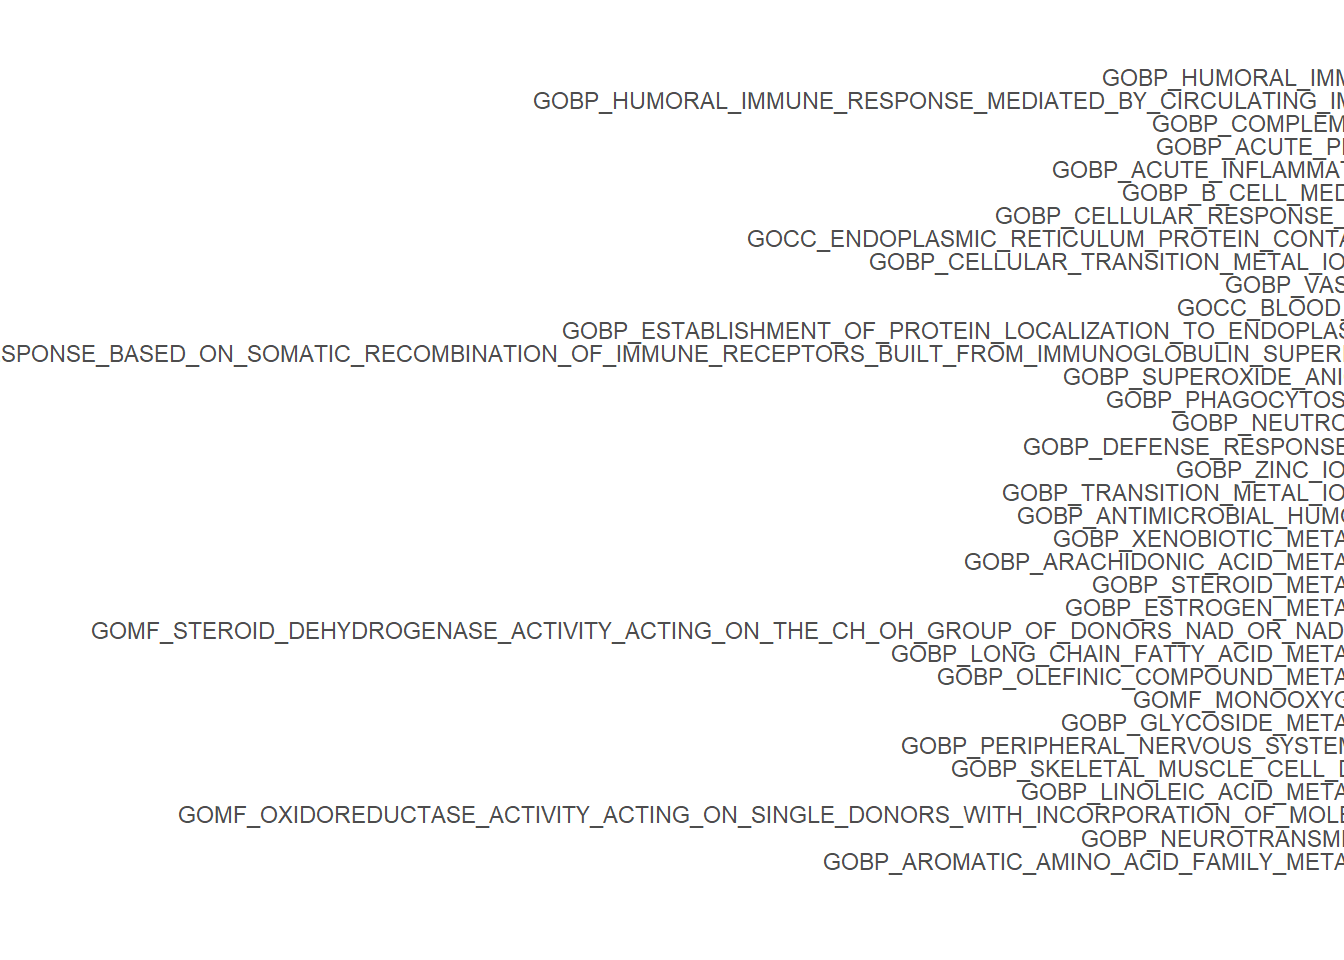 GOBP_HUMORAL_IMM
GOBP_HUMORAL_IMMUNE_RESPONSE_MEDIATED_BY_CIRCULATING_IM
GOBP_COMPLEM
GOBP_ACUTE_P
GOBP_ACUTE_INFLAMMAT
GOBP_B_CELL_MED
GOBP_CELLULAR_RESPONSE_
GOCC_ENDOPLASMIC_RETICULUM_PROTEIN_CONTA
GOBP_CELLULAR_TRANSITION_METAL_IO
GOBP_VAS
GOCC_BLOOD_
GOBP_ESTABLISHMENT_OF_PROTEIN_LOCALIZATION_TO_ENDOPLAS
SPONSE_BASED_ON_SOMATIC_RECOMBINATION_OF_IMMUNE_RECEPTORS_BUILT_FROM_IMMUNOGLOBULIN_SUPER
GOBP_SUPEROXIDE_ANI
GOBP_PHAGOCYTOS
GOBP_NEUTRO
GOBP_DEFENSE_RESPONSE
GOBP_ZINC_IO
GOBP_TRANSITION_METAL_IO
GOBP_ANTIMICROBIAL_HUMO
GOBP_XENOBIOTIC_META
GOBP_ARACHIDONIC_ACID_META
GOBP_STEROID_META
GOBP_ESTROGEN_META
GOMF_STEROID_DEHYDROGENASE_ACTIVITY_ACTING_ON_THE_CH_OH_GROUP_OF_DONORS_NAD_OR_NAD
GOBP_LONG_CHAIN_FATTY_ACID_META
GOBP_OLEFINIC_COMPOUND_META
GOMF_MONOOXYG
GOBP_GLYCOSIDE_META
GOBP_PERIPHERAL_NERVOUS_SYSTEM
GOBP_SKELETAL_MUSCLE_CELL_D
GOBP_LINOLEIC_ACID_META
GOMF_OXIDOREDUCTASE_ACTIVITY_ACTING_ON_SINGLE_DONORS_WITH_INCORPORATION_OF_MOLE
GOBP_NEUROTRANSMI
GOBP_AROMATIC_AMINO_ACID_FAMILY_META